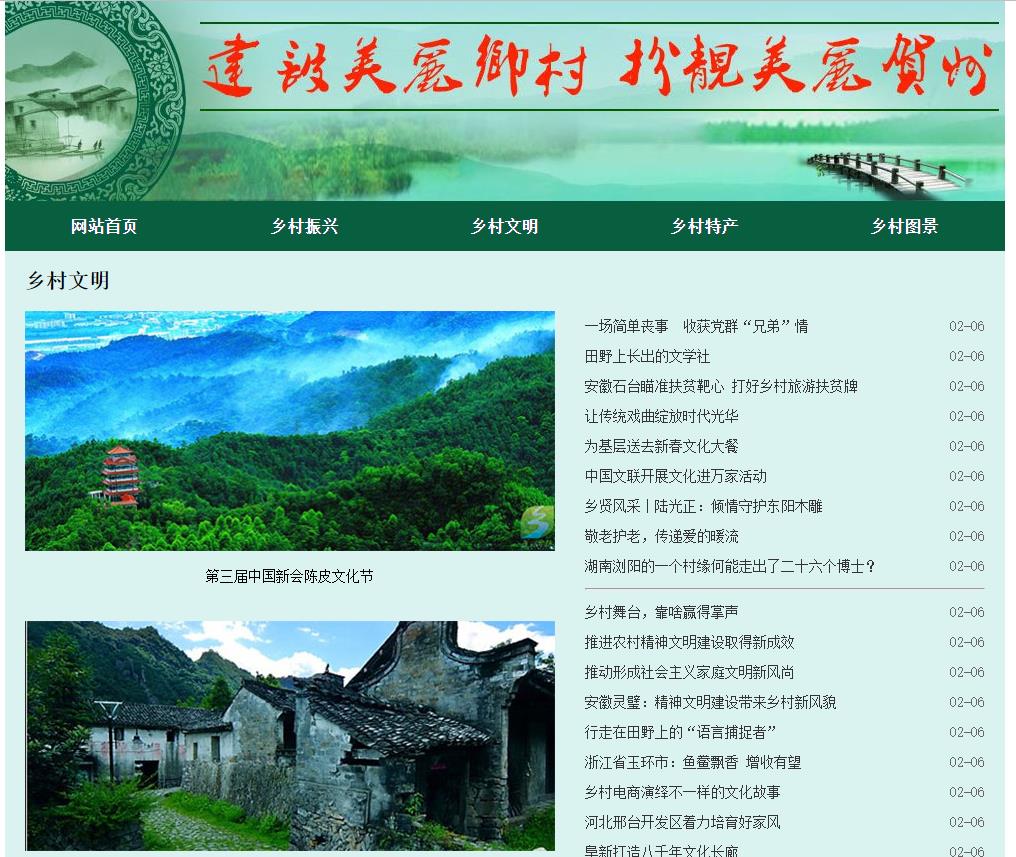 建设美麗鄉村 扮靚美麗賀州
网站首页 乡村振兴 乡村文明 乡村特产 乡村图景
乡村文明
第三届中国新会陈皮文化节
一场简单丧事 收获党群“兄弟”情 02-06
田野上长出的文学社 02-06
安徽石台瞄准扶贫靶心 打好乡村旅游扶贫牌 02-06
让传统戏曲绽放时代光华 02-06
为基层送去新春文化大餐 02-06
中国文联开展文化进万家活动 02-06
乡贤风采丨陆光正：倾情守护东阳木雕 02-06
敬老护老，传递爱的暖流 02-06
湖南浏阳的一个村缘何能走出了二十六个博士？ 02-06
乡村舞台，靠啥赢得掌声 02-06
推进农村精神文明建设取得新成效 02-06
推动形成社会主义家庭文明新风尚 02-06
安徽灵璧：精神文明建设带来乡村新风貌 02-06
行走在田野上的“语言捕捉者” 02-06
浙江省玉环市：鱼鲞飘香 增收有望 02-06
乡村电商演绎不一样的文化故事 02-06
河北邢台开发区着力培育好家风 02-06
阜新打造八千年文化长廊 02-06